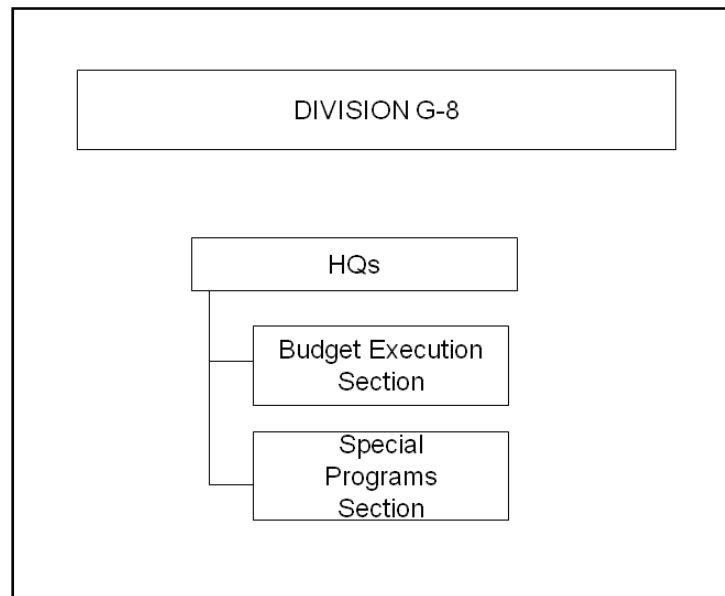 DIVISION G-8
HQs
Budget Execution
Section
Special
Programs
Section